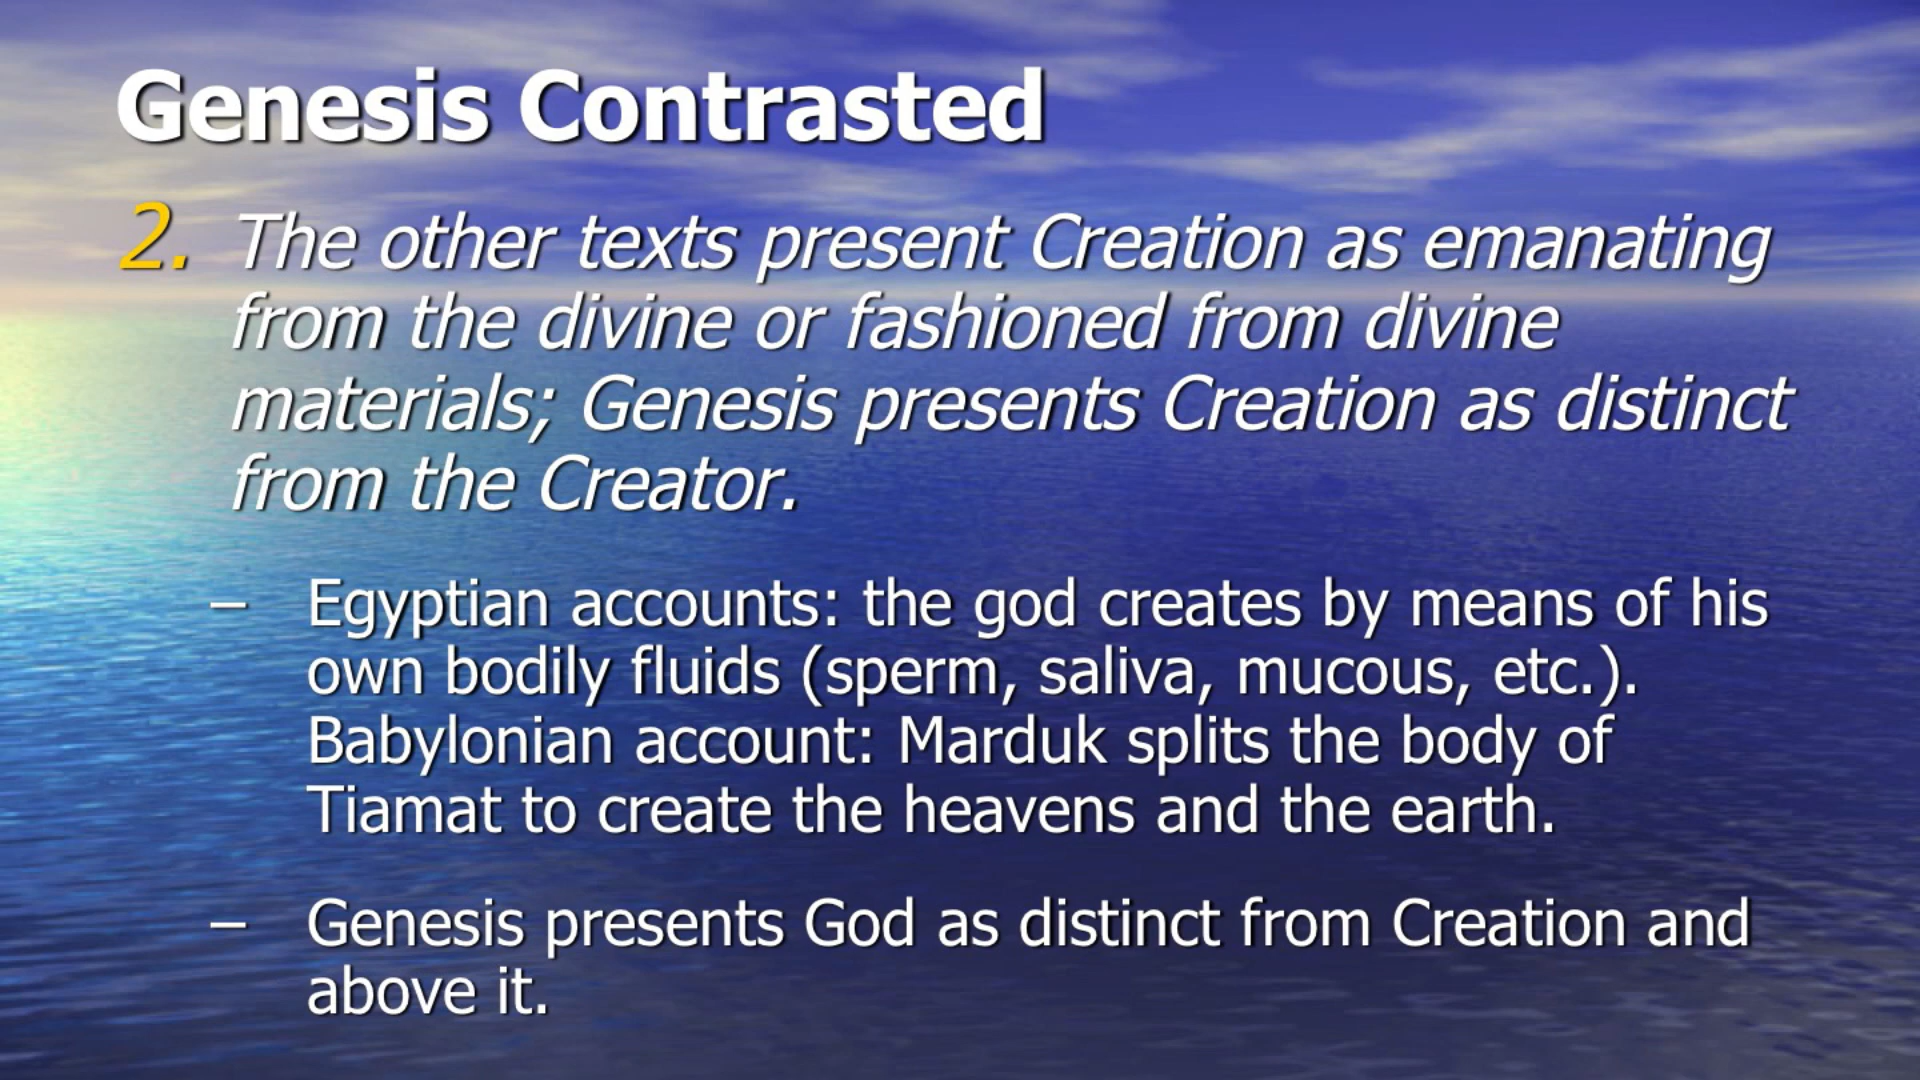 Genesis Contrasted
2. The other texts present Creation as emanating
from the divine or fashioned from divine
materials; Genesis presents Creation as distinct
from the Creator.
– Egyptian accounts: the god creates by means of his
own bodily fluids (sperm, saliva, mucous, etc.).
Babylonian account: Marduk splits the body of
Tiamat to create the heavens and the earth.
– Genesis presents God as distinct from Creation and
above it.